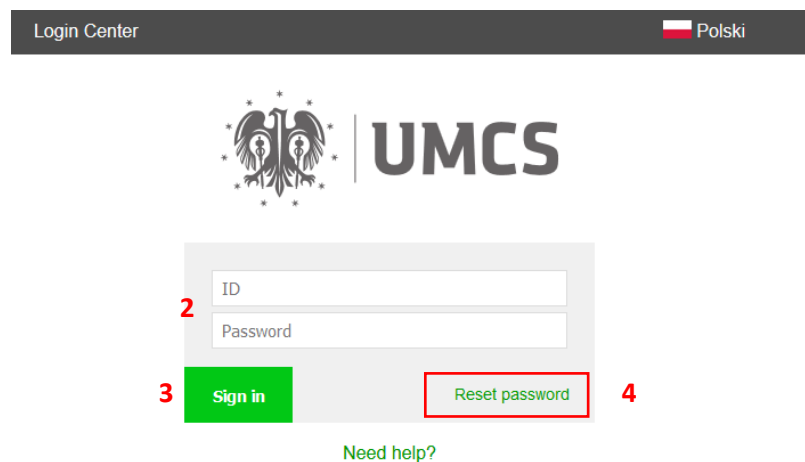 Login Center Polski
UMCS
2
ID
Password
3 Sign in Reset password 4
Need help?